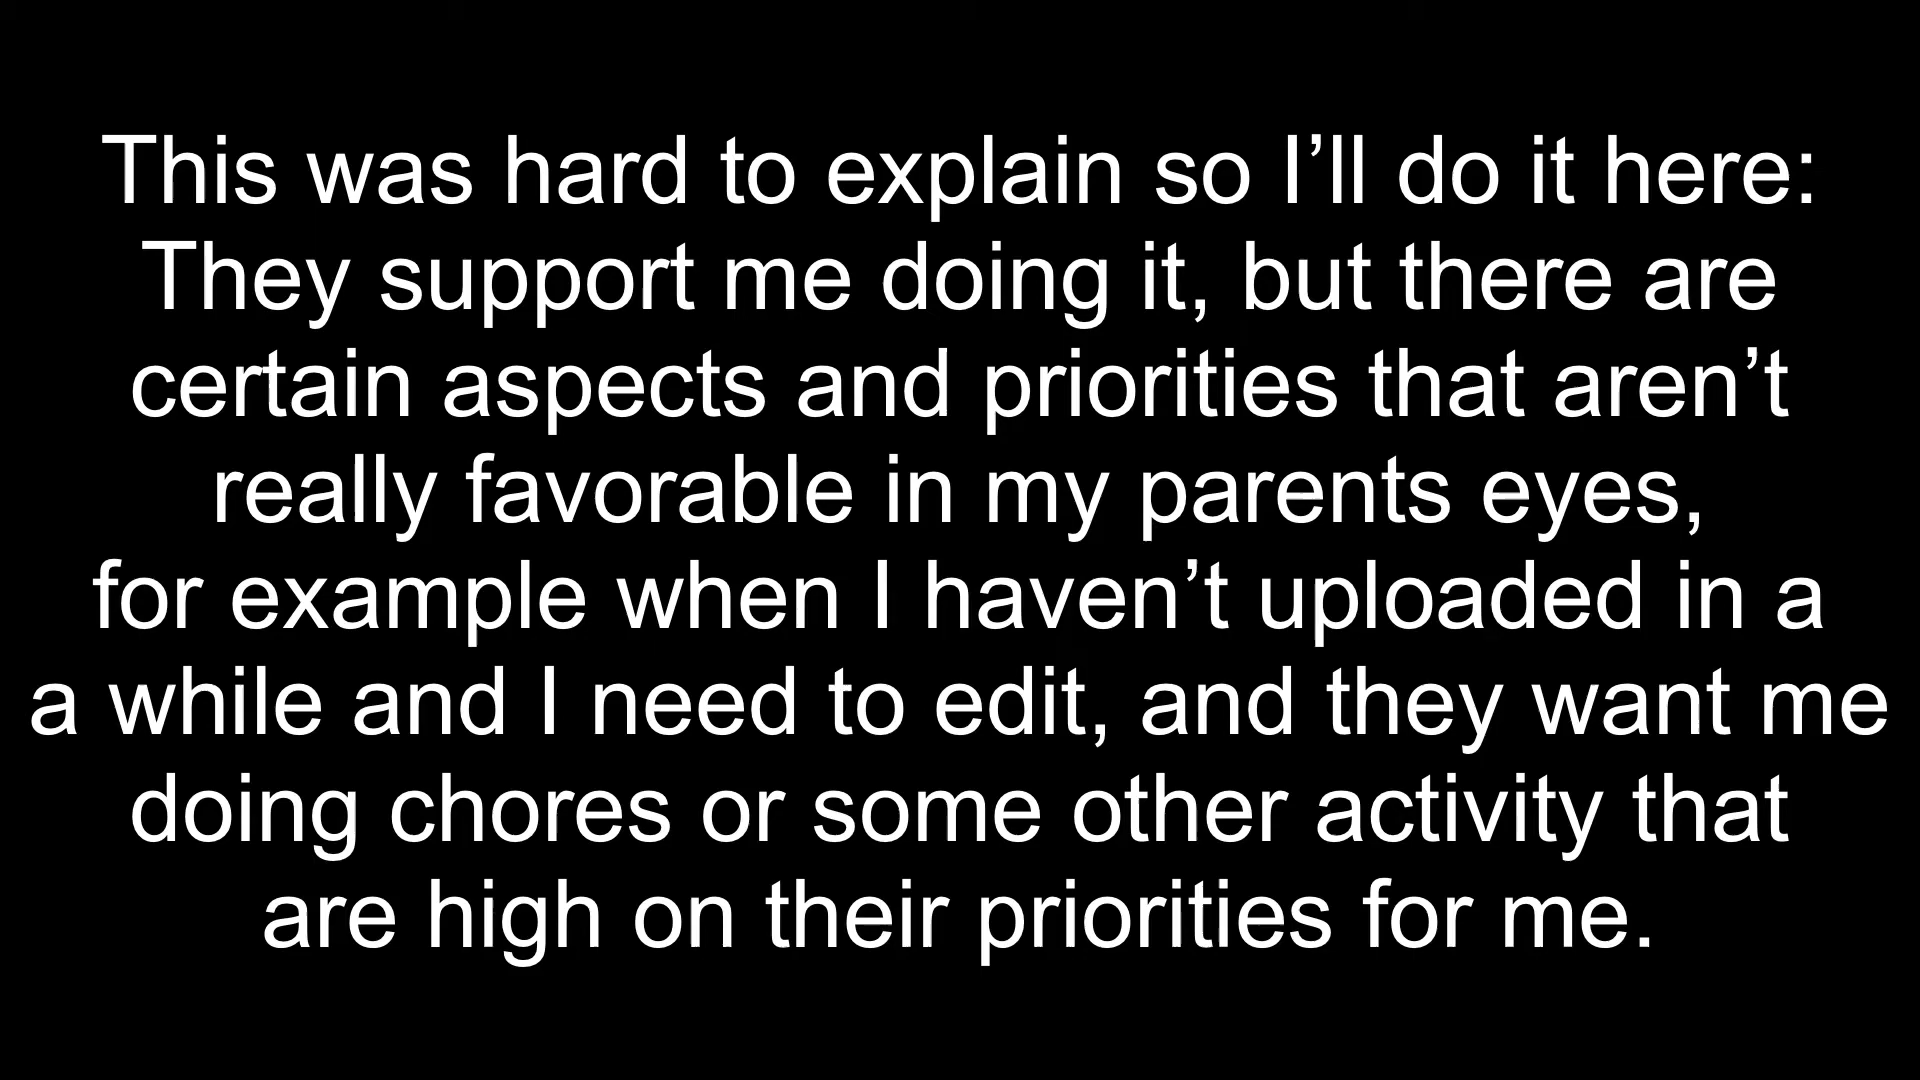 This was hard to explain so I’ll do it here:
They support me doing it, but there are
certain aspects and priorities that aren’t
really favorable in my parents eyes,
for example when I haven’t uploaded in a
a while and I need to edit, and they want me
doing chores or some other activity that
are high on their priorities for me.